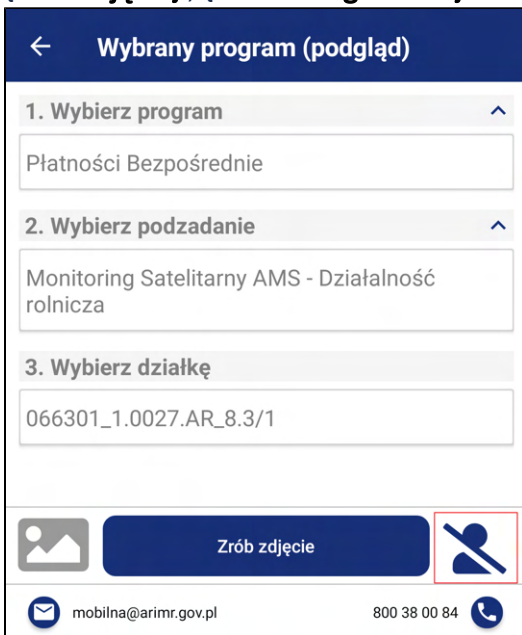 Wybrany program (podgląd)
1. Wybierz program
Płatności Bezpośrednie
2. Wybierz podzadanie
Monitoring Satelitarny AMS - Działalność
rolnicza
3. Wybierz działkę
066301_1.0027.AR_8.3/1
Zrób zdjęcie
mobilna@arimr.gov.pl 800 38 00 84